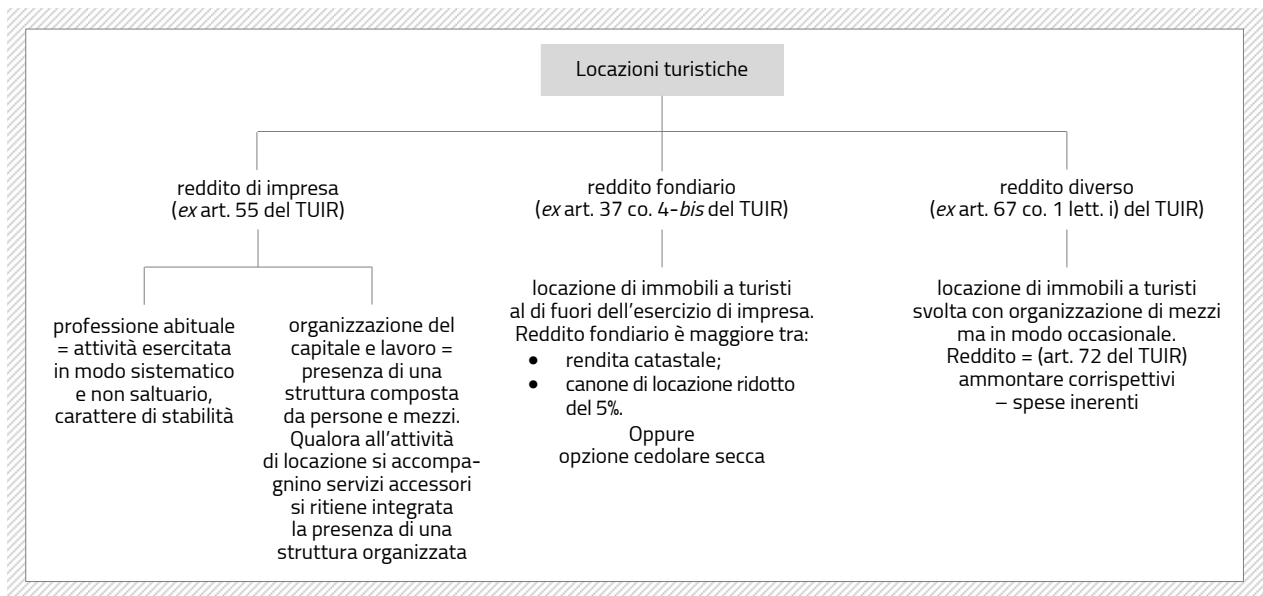 Locazioni turistiche
reddito di impresa
(ex art. 55 del TUIR)
professione abituale
= attività esercitata
in modo sistematico
e non saltuario,
carattere di stabilità
organizzazione del
capitale e lavoro =
presenza di una
struttura composta
da persone e mezzi.
Qualora all'attività
di locazione si accompa-
gnino servizi accessori
si ritiene integrata
la presenza di una
struttura organizzata
reddito fondiario
(ex art. 37 co. 4-bis del TUIR)
locazione di immobili a turisti
al di fuori dell'esercizio di impresa.
Reddito fondiario è maggiore tra:
• rendita catastale;
• canone di locazione ridotto
del 5%.
Oppure
opzione cedolare secca
reddito diverso
(ex art. 67 co. 1 lett. i) del TUIR)
locazione di immobili a turisti
svolta con organizzazione di mezzi
ma in modo occasionale.
Reddito = (art. 72 del TUIR)
ammontare corrispettivi
– spese inerenti